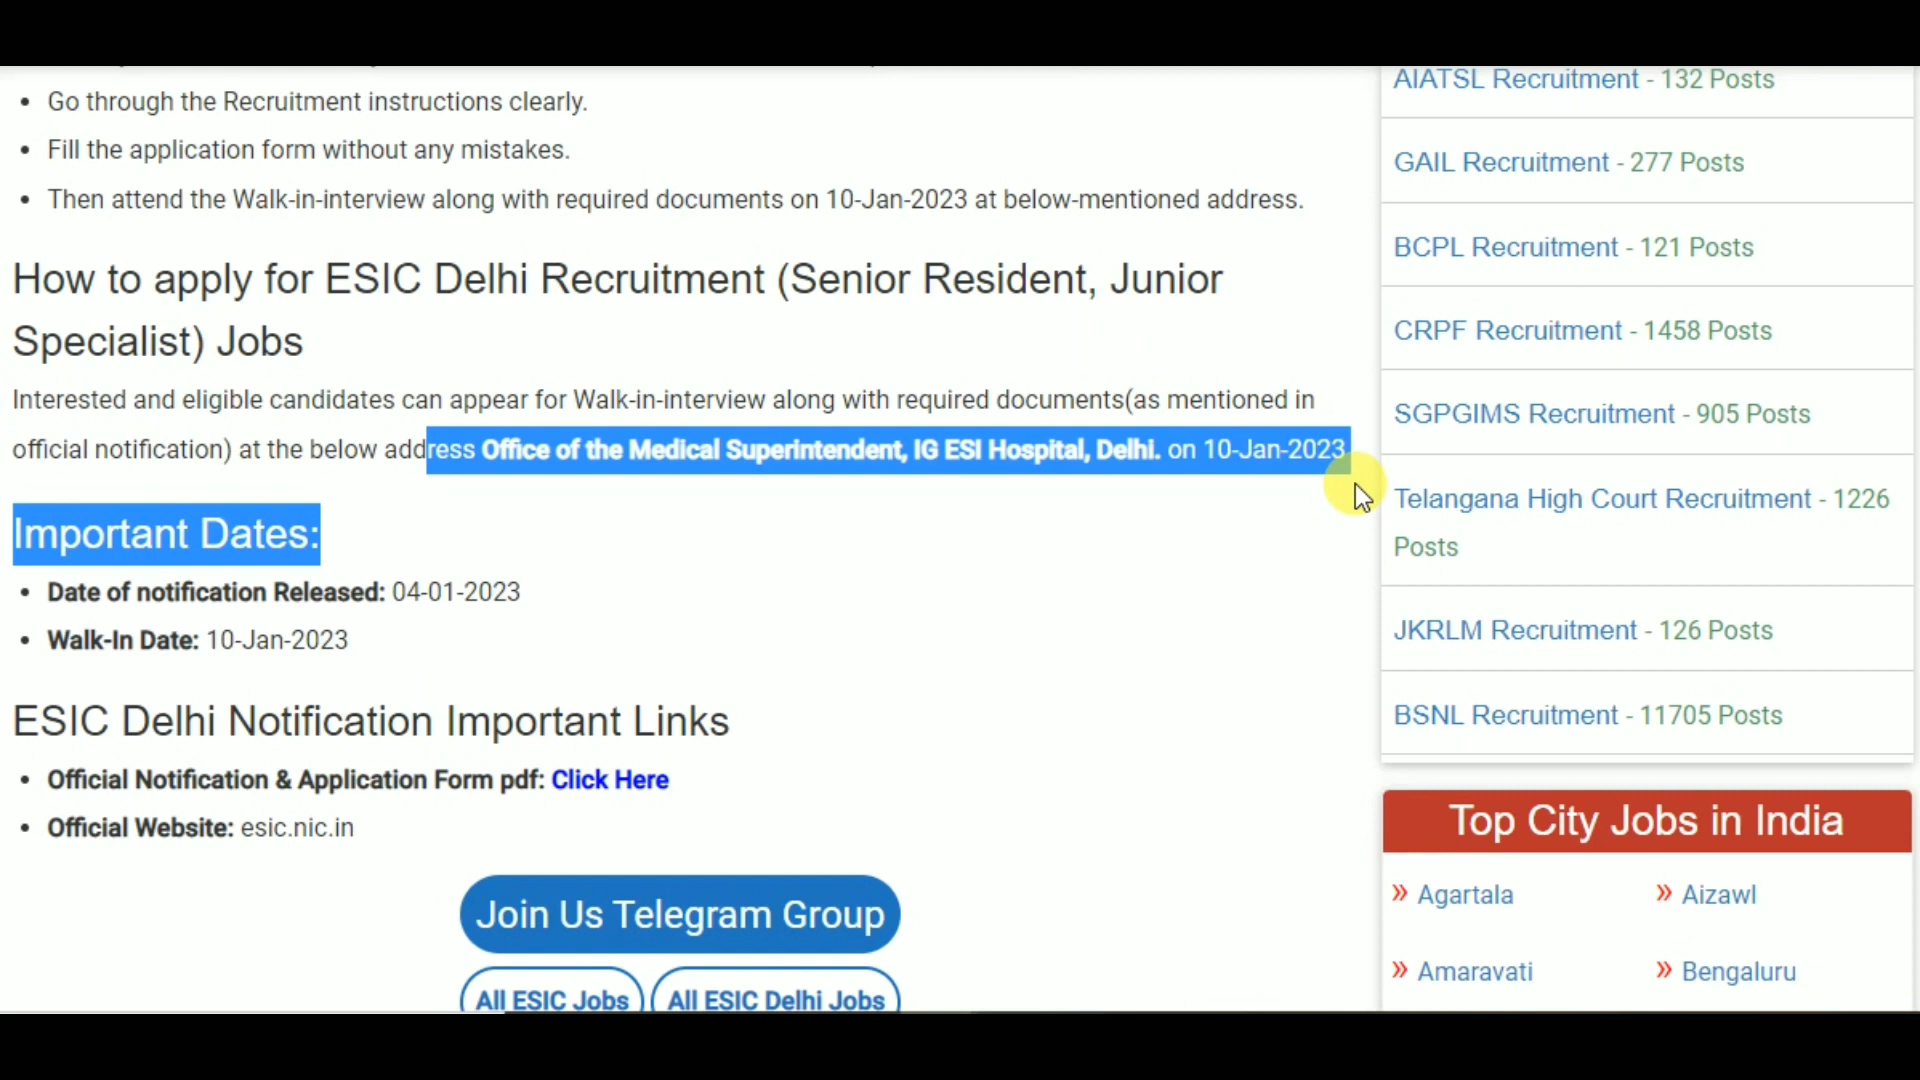 • Go through the Recruitment instructions clearly.
• Fill the application form without any mistakes.
• Then attend the Walk-in-interview along with required documents on 10-Jan-2023 at below-mentioned address.
How to apply for ESIC Delhi Recruitment (Senior Resident, Junior
Specialist) Jobs
Interested and eligible candidates can appear for Walk-in-interview along with required documents(as mentioned in
official notification) at the below address Office of the Medical Superintendent, IG ESI Hospital, Delhi. on 10-Jan-2023
Important Dates:
• Date of notification Released: 04-01-2023
• Walk-In Date: 10-Jan-2023
ESIC Delhi Notification Important Links
• Official Notification & Application Form pdf: Click Here
• Official Website: esic.nic.in
Join Us Telegram Group
All ESIC Jobs
All ESIC Delhi Jobs
AIATSL Recruitment - 132 Posts
GAIL Recruitment - 277 Posts
BCPL Recruitment - 121 Posts
CRPF Recruitment - 1458 Posts
SGPGIMS Recruitment - 905 Posts
Telangana High Court Recruitment - 1226
Posts
JKRLM Recruitment - 126 Posts
BSNL Recruitment - 11705 Posts
Top City Jobs in India
» Agartala
» Aizawl
» Amaravati
» Bengaluru